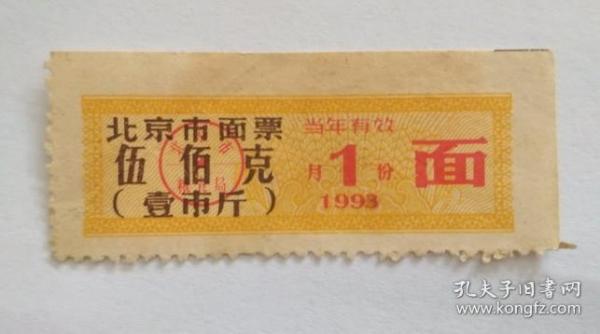 北京市面票
伍佰克
(壹市斤)
当年有效
月1份
1993
面
孔夫子旧书网
www.kongfz.com